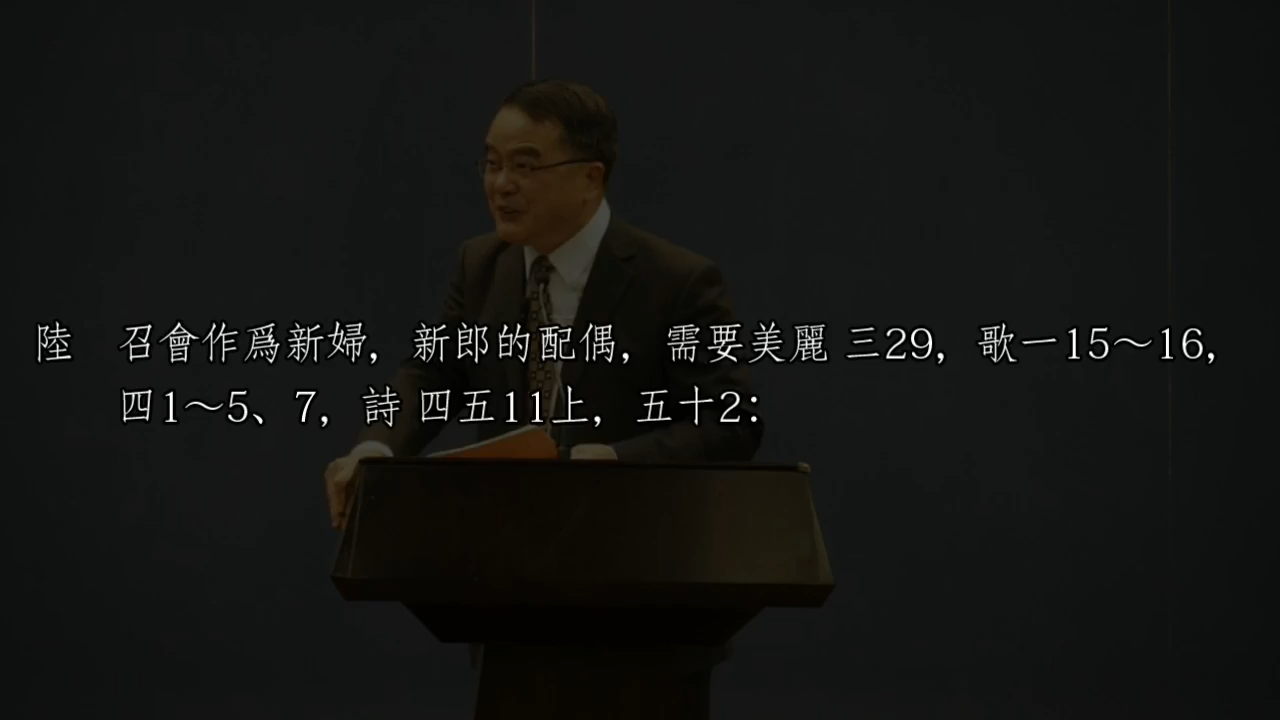 陸　召會作爲新婦，新郎的配偶，需要美麗 三29，歌一15～16，
四1～5、7，詩 四五11上，五十2：